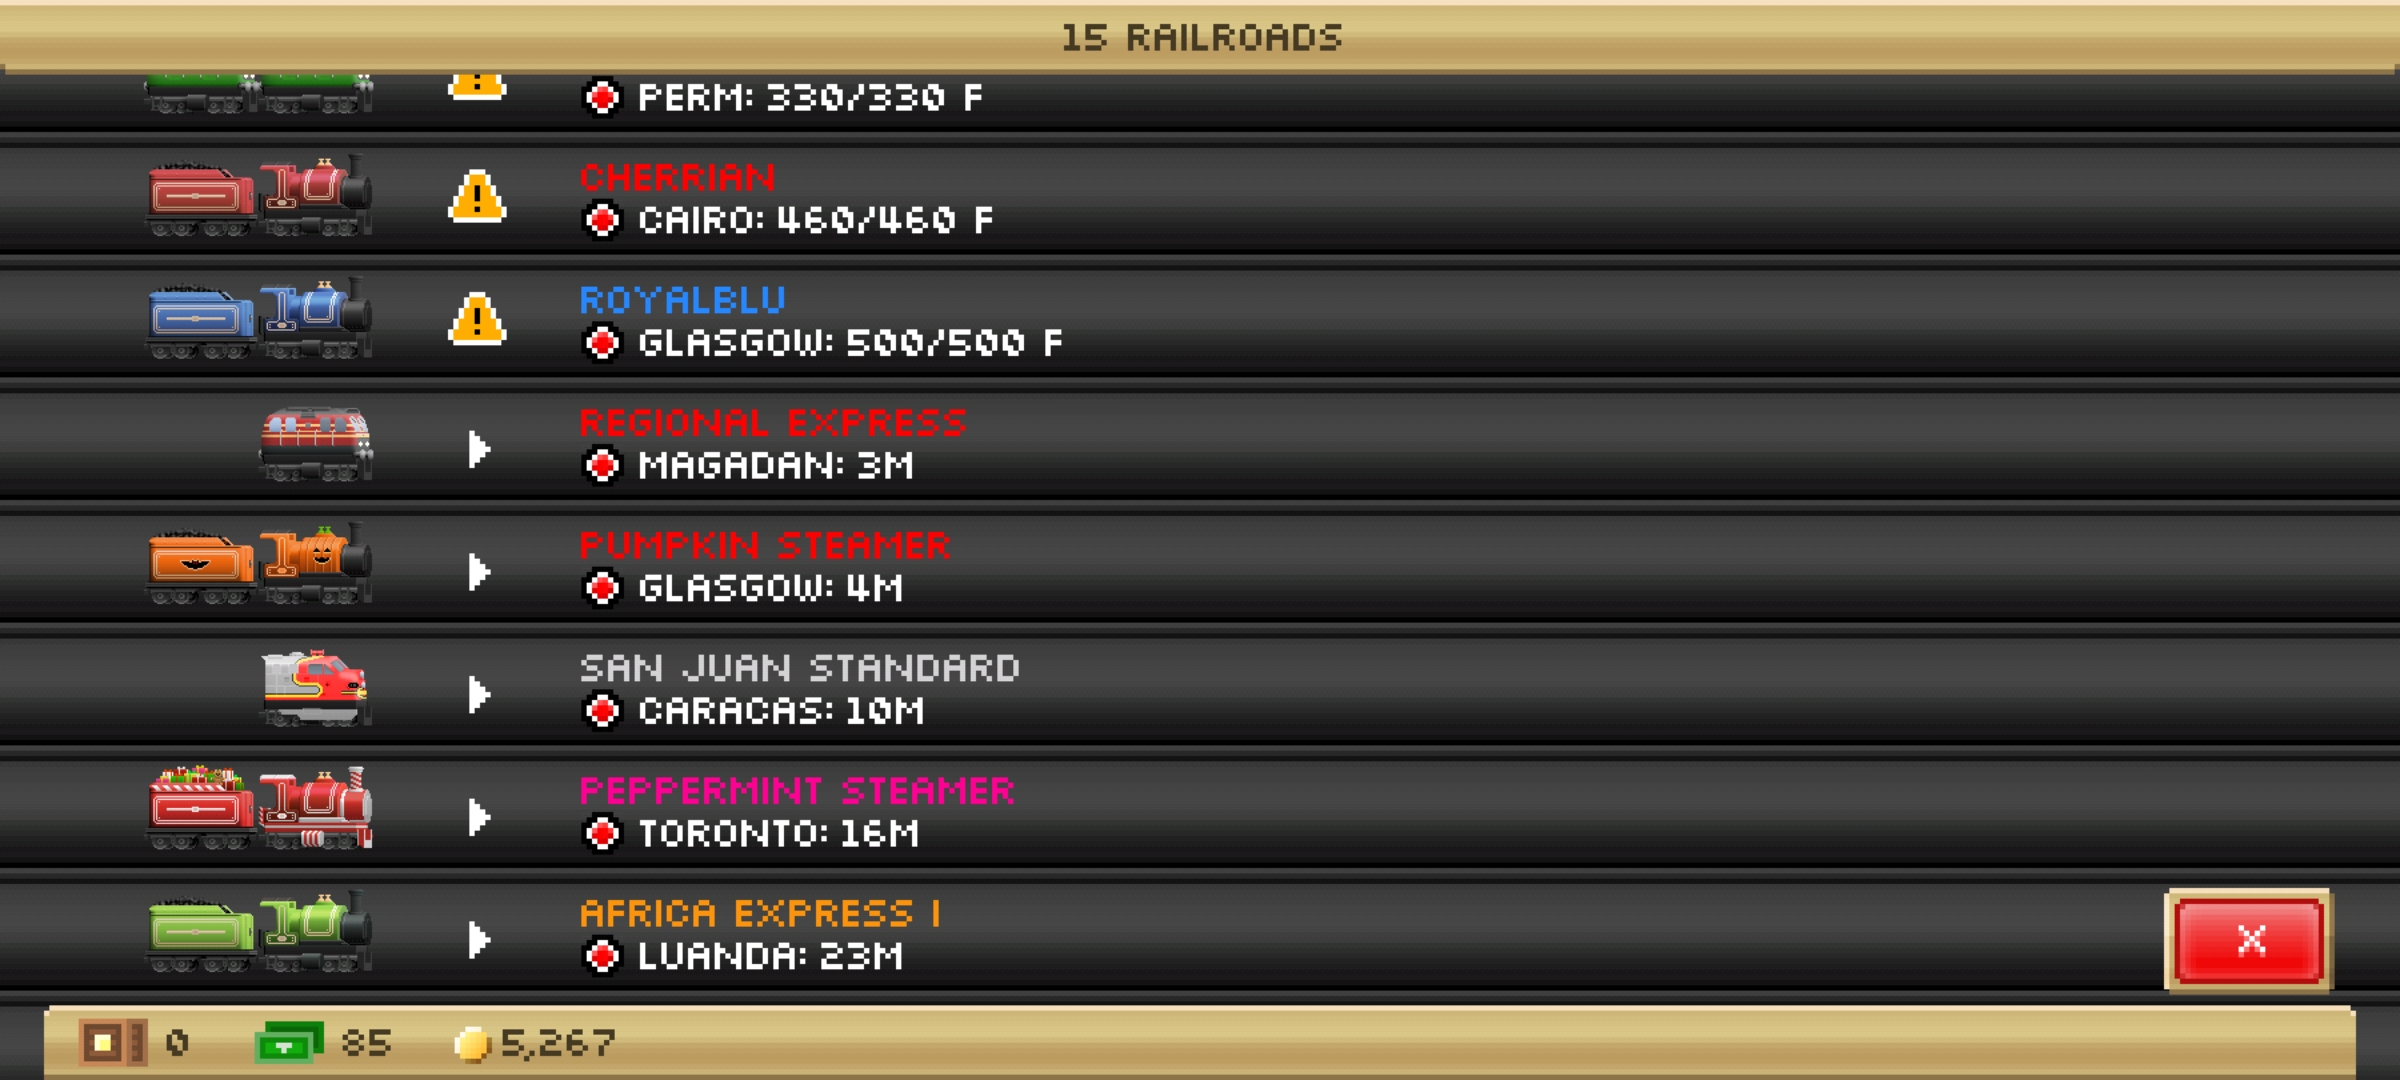 15 RAILROADS
PERM: 330/330 F
CHERRIAN
CAIRO: 460/460 F
ROYALBLU
GLASGOW: 500/500 F
REGIONAL EXPRESS
MAGADAN: 3M
PUMPKIN STEAMER
GLASGOW: 4M
SAN JUAN STANDARD
CARACAS: 10M
PEPPERMINT STEAMER
TORONTO: 16M
AFRICA EXPRESS I
LUANDA: 23M
X
0 85 5,267